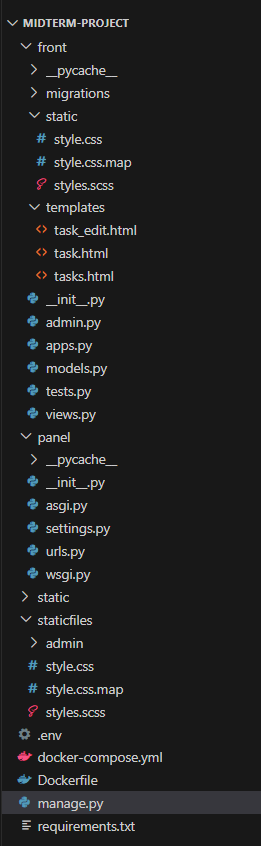 MIDTERM-PROJECT
front
__pycache__
migrations
static
style.css
style.css.map
styles.scss
templates
task_edit.html
task.html
tasks.html
__init__.py
admin.py
apps.py
models.py
tests.py
views.py
panel
__pycache__
__init__.py
asgi.py
settings.py
urls.py
wsgi.py
static
staticfiles
admin
style.css
style.css.map
styles.scss
.env
docker-compose.yml
Dockerfile
manage.py
requirements.txt